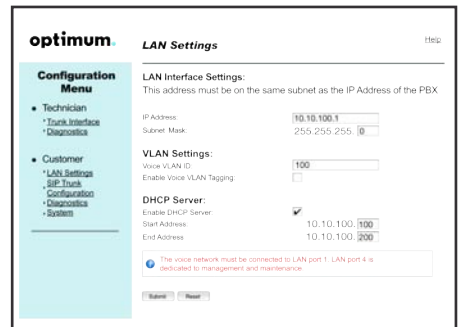 optimum.
LAN Settings
Help
Configuration
Menu
• Technician
• Trunk Interface
• Diagnostics
• Customer
• LAN Settings
• SIP Trunk
Configuration
• Diagnostics
• System
LAN Interface Settings:
This address must be on the same subnet as the IP Address of the PBX
IP Address: 10.10.100.1
Subnet Mask: 255.255.255. 0
VLAN Settings:
Voice VLAN ID: 100
Enable Voice VLAN Tagging:
DHCP Server:
Enable DHCP Server: ✔
Start Address: 10.10.100. 100
End Address 10.10.100. 200
The voice network must be connected to LAN port 1. LAN port 4 is
dedicated to management and maintenance.
Submit Reset